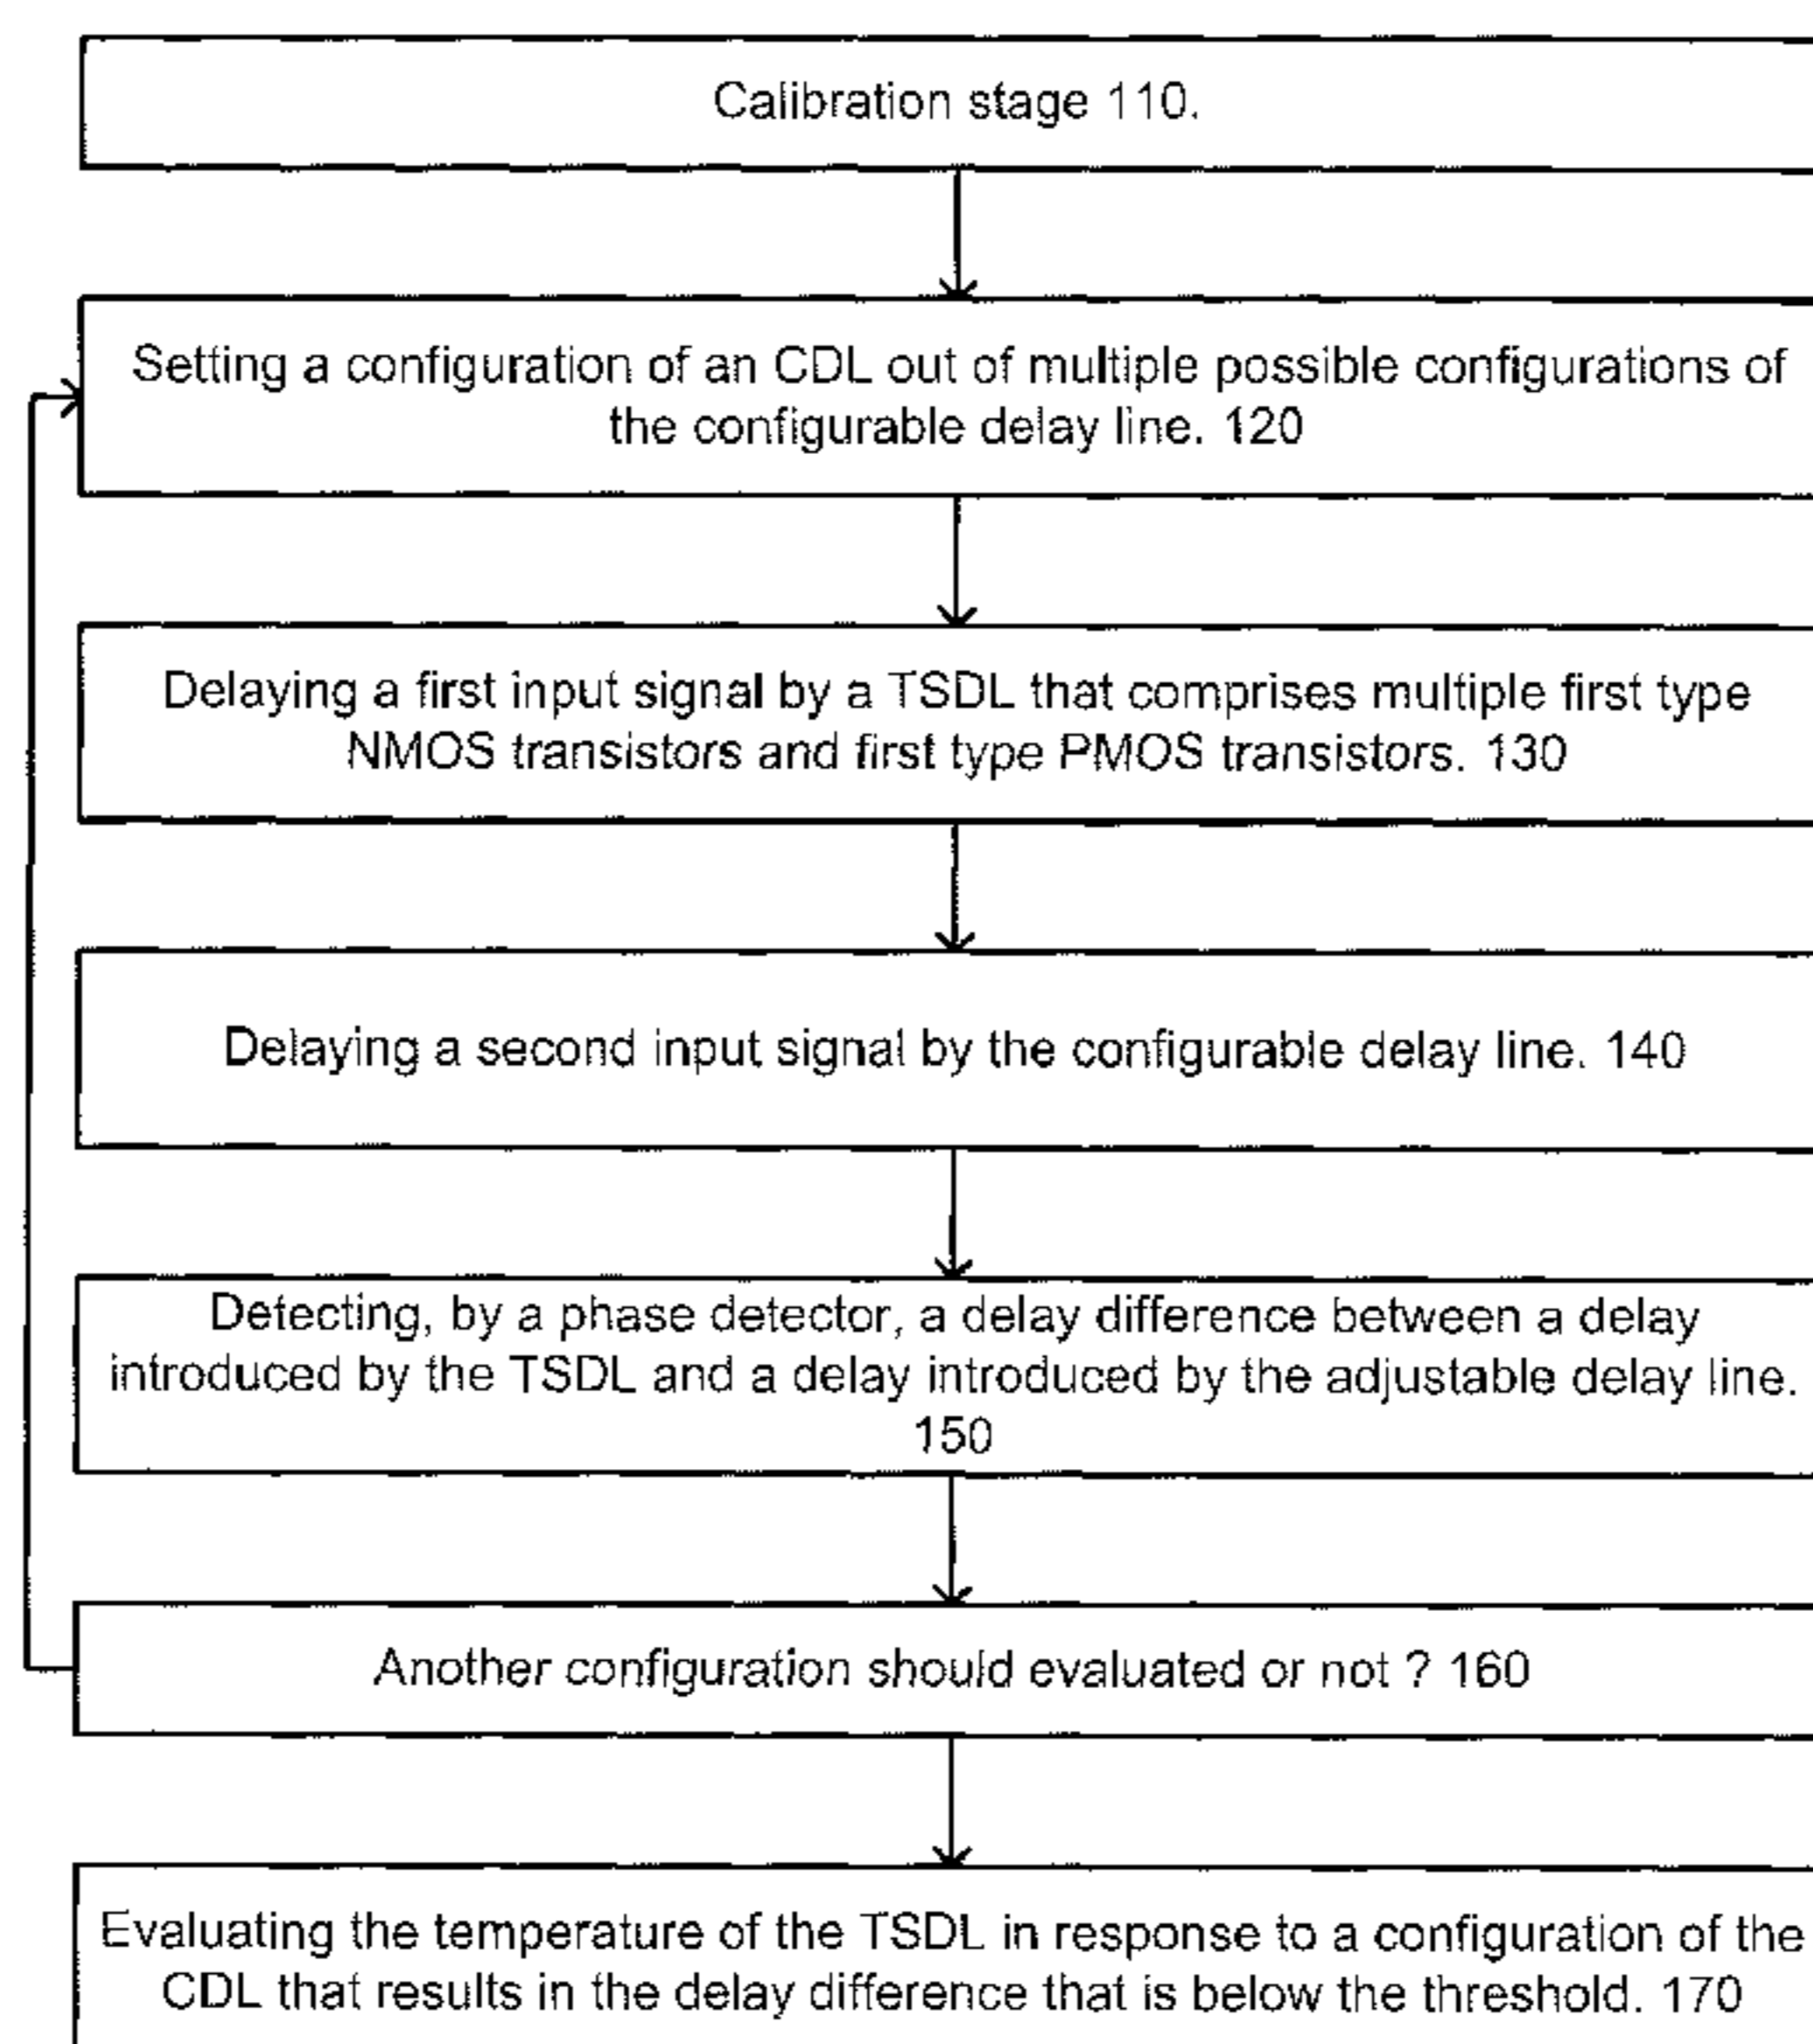 Calibration stage 110.
Setting a configuration of an CDL out of multiple possible configurations of
the configurable delay line. 120
Delaying a first input signal by a TSDL that comprises multiple first type
NMOS transistors and first type PMOS transistors. 130
Delaying a second input signal by the configurable delay line. 140
Detecting, by a phase detector, a delay difference between a delay
introduced by the TSDL and a delay introduced by the adjustable delay line.
150
Another configuration should evaluated or not ? 160
Evaluating the temperature of the TSDL in response to a configuration of the
CDL that results in the delay difference that is below the threshold. 170